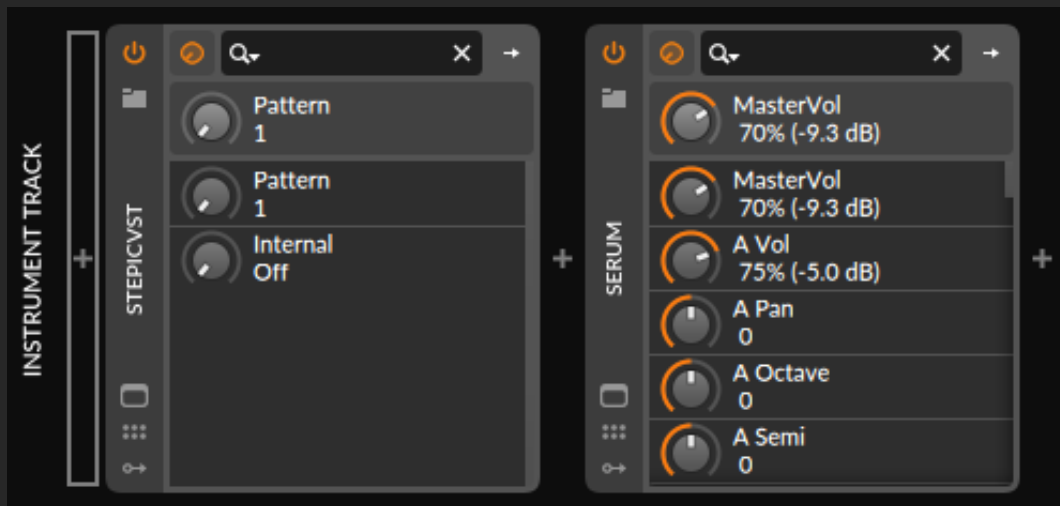 INSTRUMENT TRACK
STEPICVST
Pattern
1
Pattern
1
Internal
Off
SERUM
MasterVol
70% (-9.3 dB)
MasterVol
70% (-9.3 dB)
A Vol
75% (-5.0 dB)
A Pan
0
A Octave
0
A Semi
0